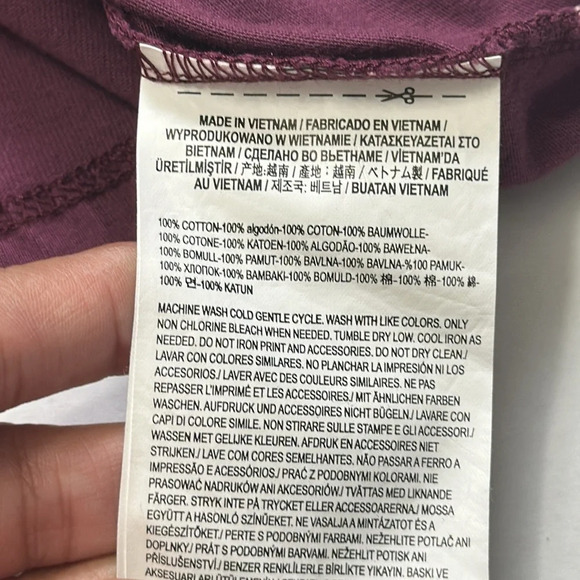 MADE IN VIETNAM / FABRICADO EN VIETNAM /
WYPRODUKOWANO W WIETNAMIE / ΚΑΤΑΣΚΕΥΑΖΕΤΑΙ ΣΤΟ
ΒΙΕΤΝΑΜ / СДЕЛАНО ВО ВЬЕТНАМЕ / VİETNAM'DA
ÜRETİLMİŞTİR / 产地:越南 / 產地：越南 / ベトナム製 / FABRIQUÉ
AU VIETNAM / 제조국: 베트남 / BUATAN VIETNAM
100% COTTON-100% algodón-100% COTON-100% BAUMWOLLE-
100% COTONE-100% KATOEN-100% ALGODÃO-100% BAWEŁNA-
100% BOMULL-100% PAMUT-100% BAVLNA-100% BAVLNA-%100 PAMUK-
100% ХЛОПОК-100% ΒΑΜΒΑΚΙ-100% BOMULD-100% 棉-100% 棉-100% 綿-
100% 면-100% KATUN
MACHINE WASH COLD GENTLE CYCLE. WASH WITH LIKE COLORS. ONLY
NON CHLORINE BLEACH WHEN NEEDED. TUMBLE DRY LOW. COOL IRON AS
NEEDED. DO NOT IRON PRINT AND ACCESSORIES. DO NOT DRY CLEAN./
LAVAR CON COLORES SIMILARES. NO PLANCHAR LA IMPRESIÓN NI LOS
ACCESORIOS./ LAVER AVEC DES COULEURS SIMILAIRES. NE PAS
REPASSER L'IMPRIMÉ ET LES ACCESSOIRES./ MIT ÄHNLICHEN FARBEN
WASCHEN. AUFDRUCK UND ACCESSOIRES NICHT BÜGELN./ LAVARE CON
CAPI DI COLORE SIMILE. NON STIRARE SULLE STAMPE E GLI ACCESSORI./
WASSEN MET GELIJKE KLEUREN. AFDRUK EN ACCESSOIRES NIET
STRIJKEN./ LAVE COM CORES SEMELHANTES. NÃO PASSAR A FERRO A
IMPRESSÃO E ACESSÓRIOS./ PRAĆ Z PODOBNYMI KOLORAMI. NIE
PRASOWAĆ NADRUKÓW ANI AKCESORIÓW./ TVÄTTAS MED LIKNANDE
FÄRGER. STRYK INTE PÅ TRYCKET ELLER ACCESSOARERNA./ MOSSA
EGYÜTT A HASONLÓ SZÍNŰEKET. NE VASALJA A MINTÁZATOT ÉS A
KIEGÉSZÍTŐKET./ PERTE S PODOBNÝMI FARBAMI. NEŽEHLITE POTLAČ ANI
DOPLNKY./ PRÁT S PODOBNÝMI BARVAMI. NEŽEHLIT POTISK ANI
PŘÍSLUŠENSTVÍ./ BENZER RENKLİLERLE BİRLİKTE YIKAYIN. BASKI VE
AKSESUARLARI ÜTÜLEMEYİN./